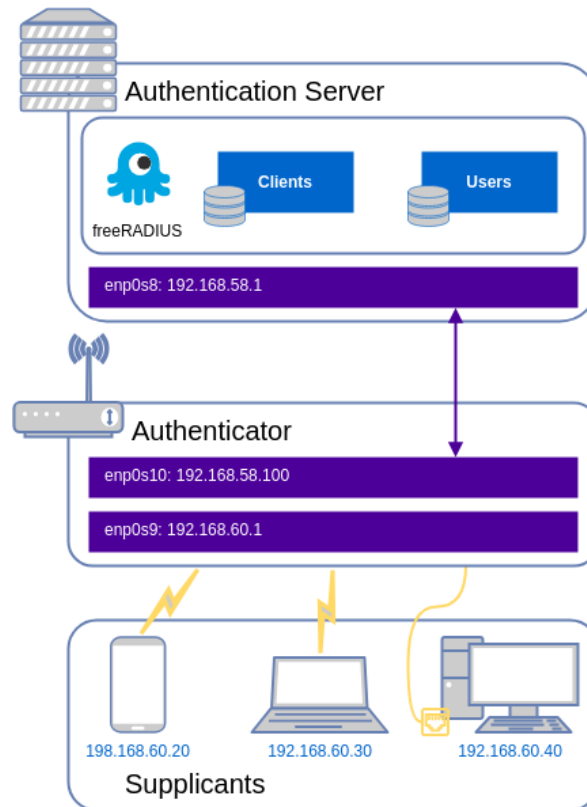 Authentication Server
Clients
Users
freeRADIUS
enp0s8: 192.168.58.1
Authenticator
enp0s10: 192.168.58.100
enp0s9: 192.168.60.1
198.168.60.20
192.168.60.30
192.168.60.40
Supplicants